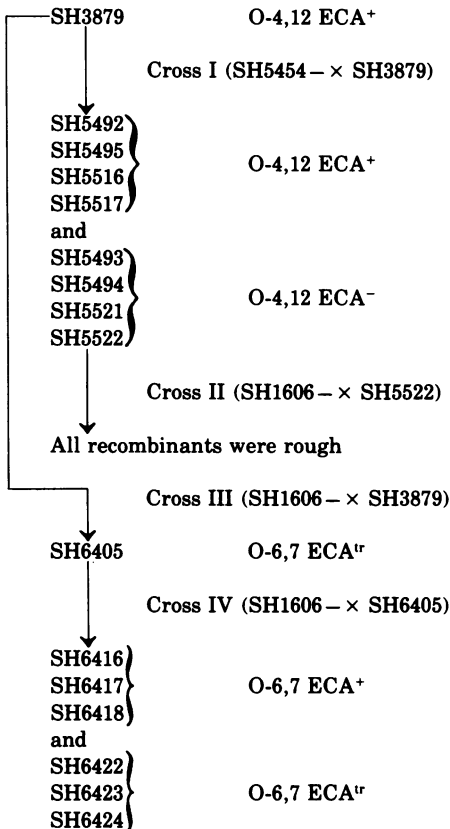 SH3879 O-4,12 ECA⁺
Cross I (SH5454 – × SH3879)
SH5492
SH5495
SH5516
SH5517
O-4,12 ECA⁺
and
SH5493
SH5494
SH5521
SH5522
O-4,12 ECA⁻
Cross II (SH1606 – × SH5522)
All recombinants were rough
Cross III (SH1606 – × SH3879)
SH6405 O-6,7 ECAᵗʳ
Cross IV (SH1606 – × SH6405)
SH6416
SH6417
SH6418
O-6,7 ECA⁺
and
SH6422
SH6423
SH6424
O-6,7 ECAᵗʳ